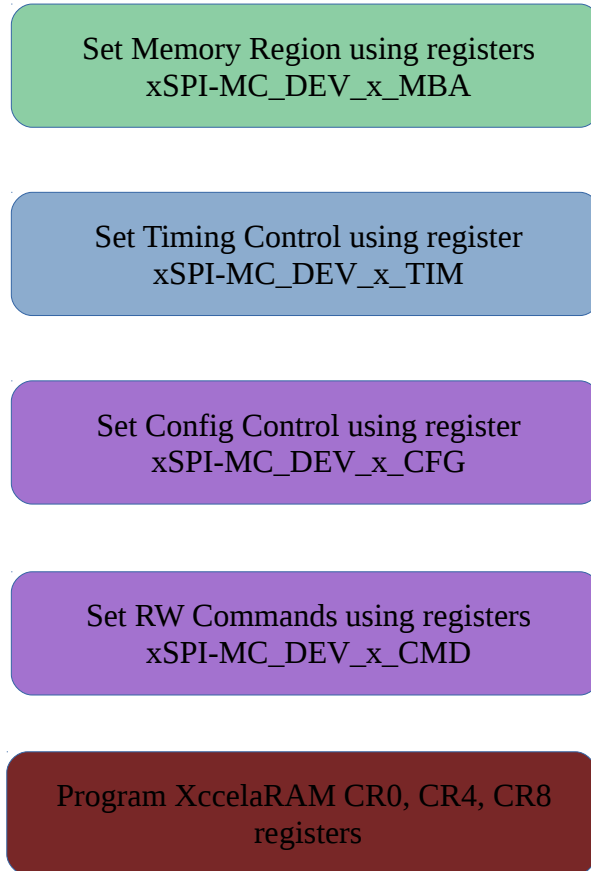 Set Memory Region using registers
xSPI-MC_DEV_x_MBA
Set Timing Control using register
xSPI-MC_DEV_x_TIM
Set Config Control using register
xSPI-MC_DEV_x_CFG
Set RW Commands using registers
xSPI-MC_DEV_x_CMD
Program XccelaRAM CR0, CR4, CR8
registers